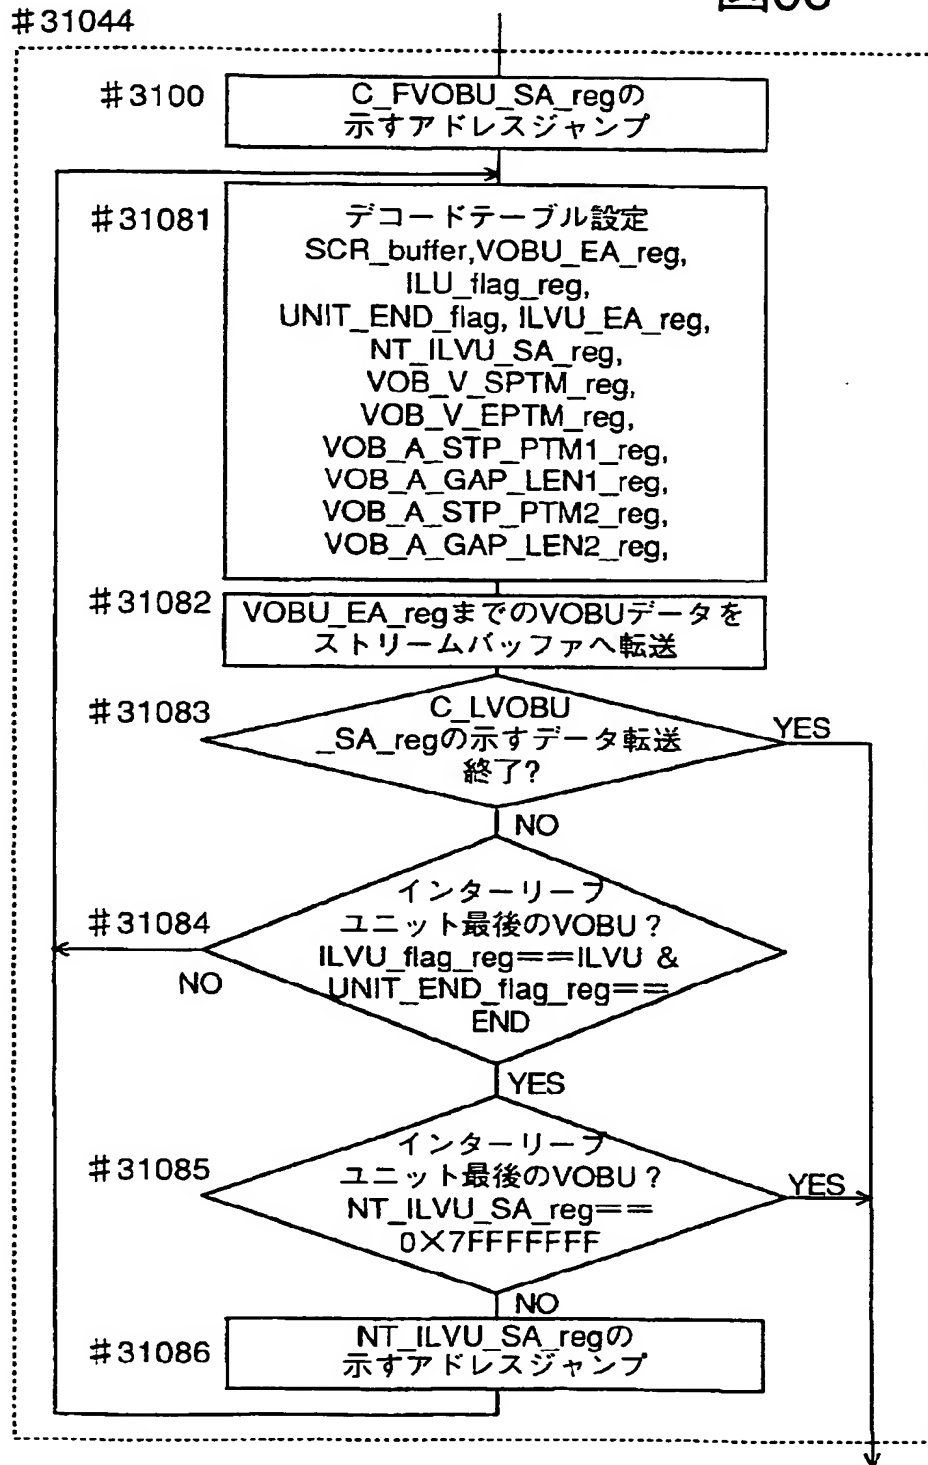 #31044
#3100
C_FVOBU_SA_regの
示すアドレスジャンプ
#31081
デコードテーブル設定
SCR_buffer,VOBU_EA_reg,
ILU_flag_reg,
UNIT_END_flag, ILVU_EA_reg,
NT_ILVU_SA_reg,
VOB_V_SPTM_reg,
VOB_V_EPTM_reg,
VOB_A_STP_PTM1_reg,
VOB_A_GAP_LEN1_reg,
VOB_A_STP_PTM2_reg,
VOB_A_GAP_LEN2_reg,
#31082
VOBU_EA_regまでのVOBUデータを
ストリームバッファへ転送
#31083
C_LVOBU
_SA_regの示すデータ転送
終了?
YES
NO
#31084
インターリーブ
ユニット最後のVOBU?
ILVU_flag_reg==ILVU &
UNIT_END_flag_reg==
END
NO
YES
#31085
インターリーブ
ユニット最後のVOBU?
NT_ILVU_SA_reg==
0×7FFFFFFF
YES
NO
#31086
NT_ILVU_SA_regの
示すアドレスジャンプ